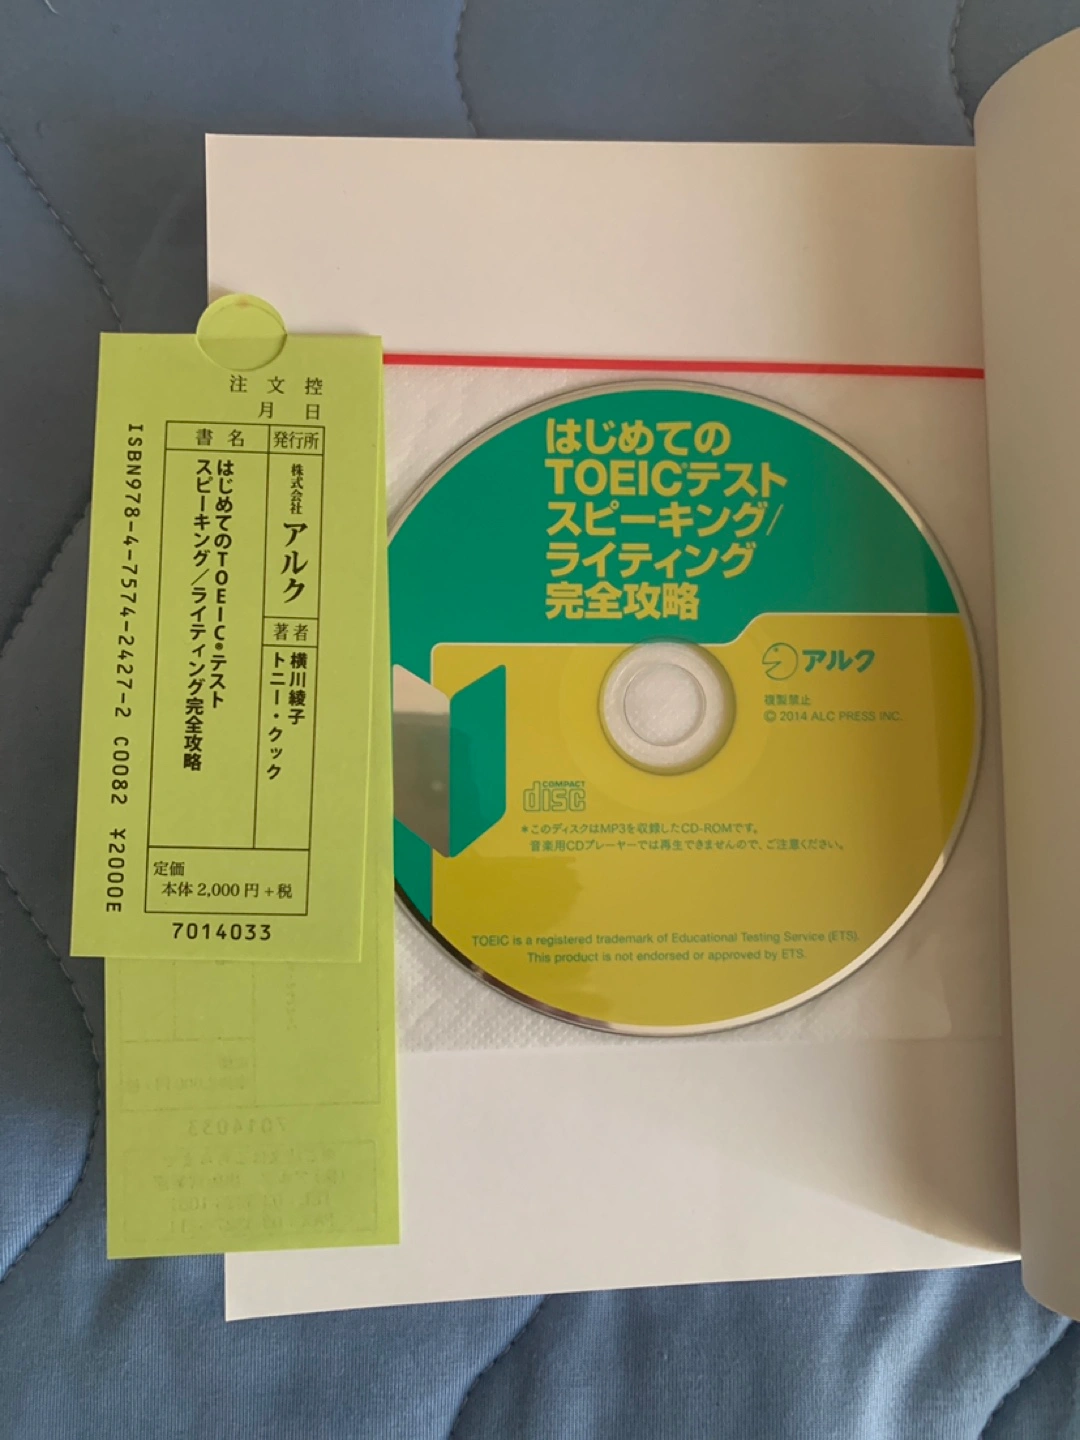 注文控
月 日
書名
発行所
株式会社 アルク
著者
横川綾子
トニー・クック
はじめてのTOEIC®テスト
スピーキング/ライティング完全攻略
定価
本体2,000円+税
7014033
ISBN978-4-7574-2427-2 C0082 ¥2000E
7014033
はじめての
TOEIC®テスト
スピーキング/
ライティング
完全攻略
アルク
複製禁止
© 2014 ALC PRESS INC.
COMPACT
disc
*このディスクはMP3を収録したCD-ROMです。
音楽用CDプレーヤーでは再生できませんので、ご注意ください。
TOEIC is a registered trademark of Educational Testing Service (ETS).
This product is not endorsed or approved by ETS.